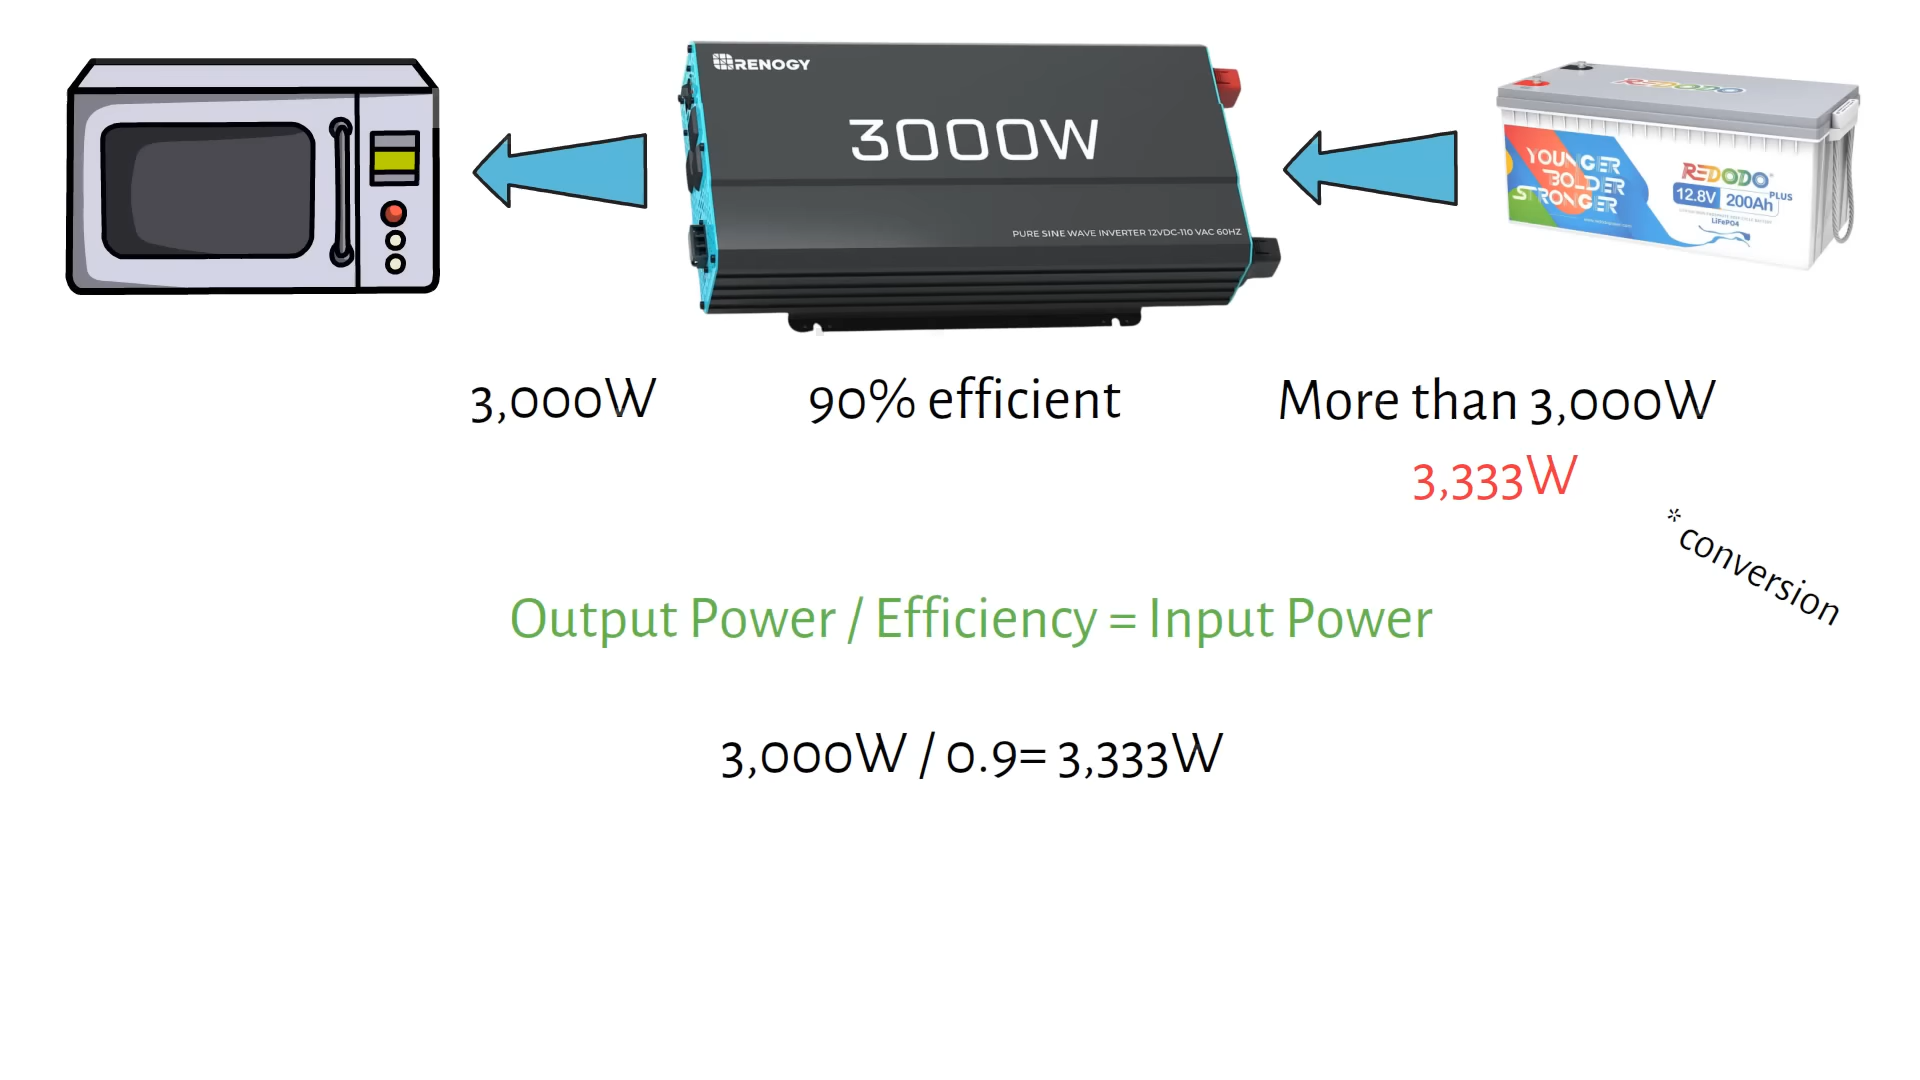 RENOGY
3000W
PURE SINE WAVE INVERTER 12VDC-110 VAC 60HZ
REDODO
YOUNGER
BOLDER
STRONGER
REDODO
12.8V 200Ah PLUS
LiFePO4
3,000W
90% efficient
More than 3,000W
3,333W
*conversion
Output Power / Efficiency = Input Power
3,000W / 0.9= 3,333W